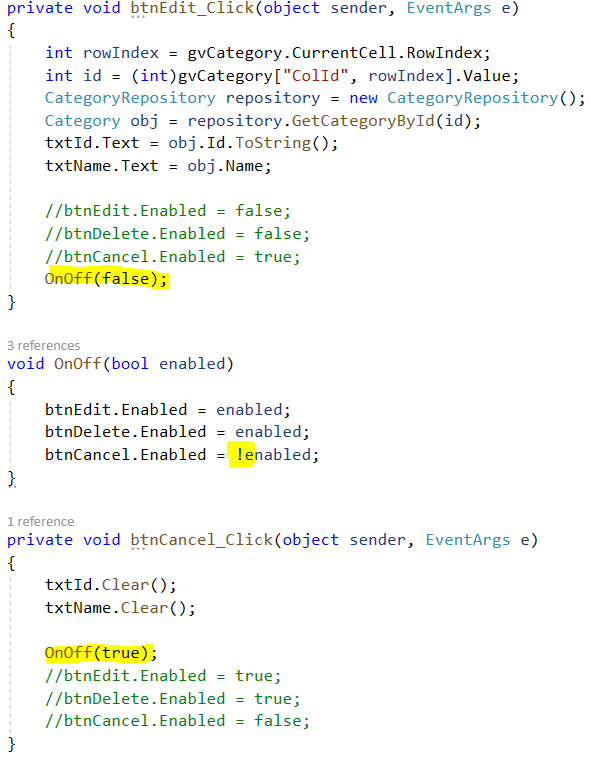 private void btnEdit_Click(object sender, EventArgs e)
{
    int rowIndex = gvCategory.CurrentCell.RowIndex;
    int id = (int)gvCategory["ColId", rowIndex].Value;
    CategoryRepository repository = new CategoryRepository();
    Category obj = repository.GetCategoryById(id);
    txtId.Text = obj.Id.ToString();
    txtName.Text = obj.Name;

    //btnEdit.Enabled = false;
    //btnDelete.Enabled = false;
    //btnCancel.Enabled = true;
    OnOff(false);
}

3 references
void OnOff(bool enabled)
{
    btnEdit.Enabled = enabled;
    btnDelete.Enabled = enabled;
    btnCancel.Enabled = !enabled;
}

1 reference
private void btnCancel_Click(object sender, EventArgs e)
{
    txtId.Clear();
    txtName.Clear();

    OnOff(true);
    //btnEdit.Enabled = true;
    //btnDelete.Enabled = true;
    //btnCancel.Enabled = false;
}